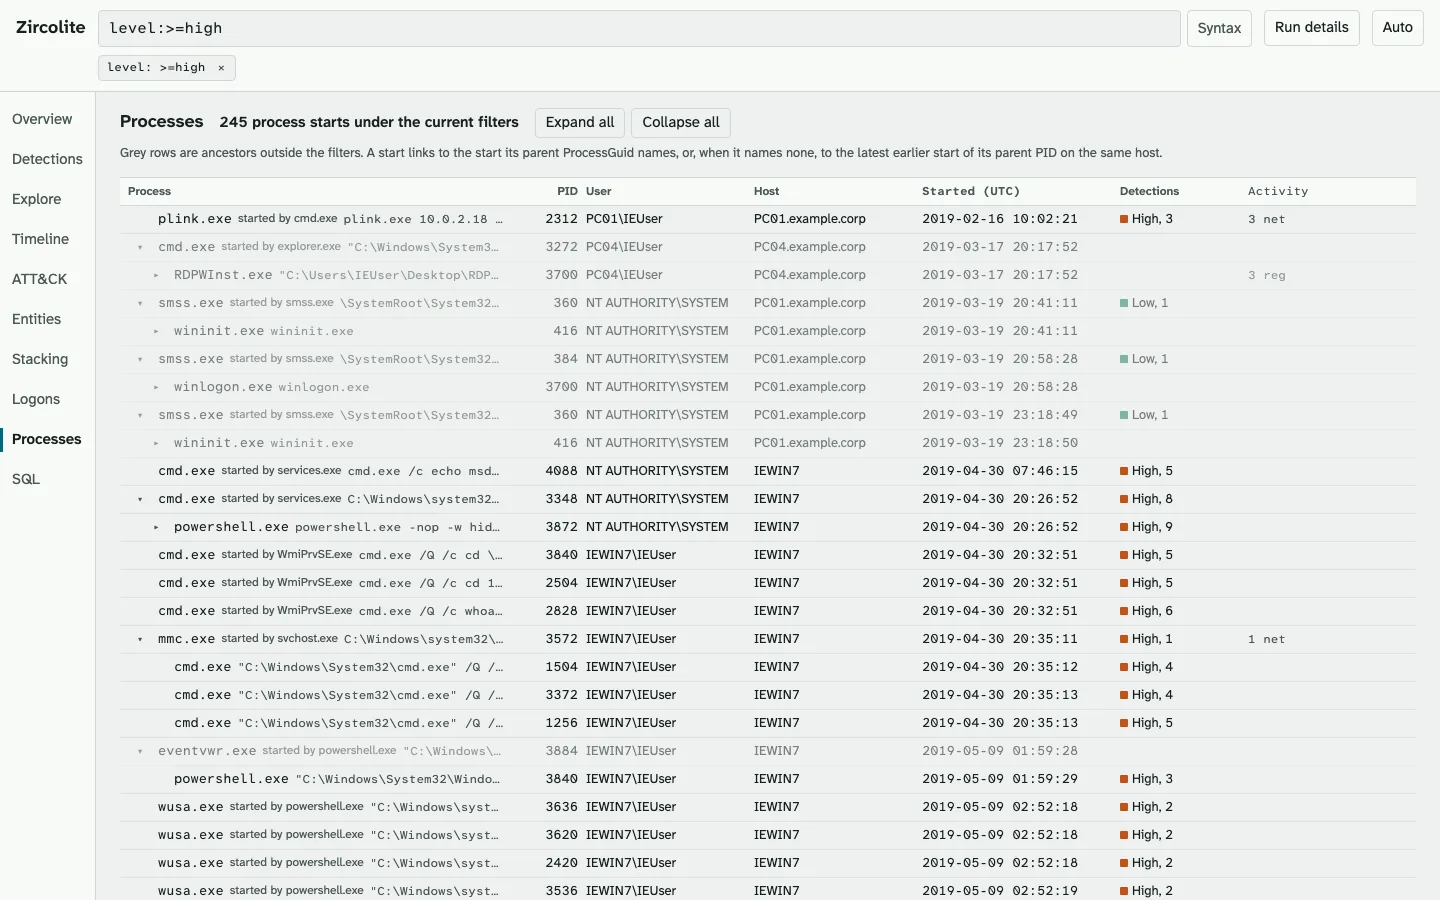 Zircolite level:>=high Syntax Run details Auto
level: >=high ×
Overview
Detections
Explore
Timeline
ATT&CK
Entities
Stacking
Logons
Processes
SQL
Processes 245 process starts under the current filters Expand all Collapse all
Grey rows are ancestors outside the filters. A start links to the start its parent ProcessGuid names, or, when it names none, to the latest earlier start of its parent PID on the same host.
Process PID User Host Started (UTC) Detections Activity
plink.exe started by cmd.exe plink.exe 10.0.2.18 … 2312 PC01\IEUser PC01.example.corp 2019-02-16 10:02:21 High, 3 3 net
▾ cmd.exe started by explorer.exe "C:\Windows\System3… 3272 PC04\IEUser PC04.example.corp 2019-03-17 20:17:52
▸ RDPWInst.exe "C:\Users\IEUser\Desktop\RDP… 3700 PC04\IEUser PC04.example.corp 2019-03-17 20:17:52 3 reg
▾ smss.exe started by smss.exe \SystemRoot\System32… 360 NT AUTHORITY\SYSTEM PC01.example.corp 2019-03-19 20:41:11 Low, 1
▸ wininit.exe wininit.exe 416 NT AUTHORITY\SYSTEM PC01.example.corp 2019-03-19 20:41:11
▾ smss.exe started by smss.exe \SystemRoot\System32… 384 NT AUTHORITY\SYSTEM PC01.example.corp 2019-03-19 20:58:28 Low, 1
▸ winlogon.exe winlogon.exe 3700 NT AUTHORITY\SYSTEM PC01.example.corp 2019-03-19 20:58:28
▾ smss.exe started by smss.exe \SystemRoot\System32… 360 NT AUTHORITY\SYSTEM PC01.example.corp 2019-03-19 23:18:49 Low, 1
▸ wininit.exe wininit.exe 416 NT AUTHORITY\SYSTEM PC01.example.corp 2019-03-19 23:18:50
cmd.exe started by services.exe cmd.exe /c echo msd… 4088 NT AUTHORITY\SYSTEM IEWIN7 2019-04-30 07:46:15 High, 5
▾ cmd.exe started by services.exe C:\Windows\system32… 3348 NT AUTHORITY\SYSTEM IEWIN7 2019-04-30 20:26:52 High, 8
▸ powershell.exe powershell.exe -nop -w hid… 3872 NT AUTHORITY\SYSTEM IEWIN7 2019-04-30 20:26:52 High, 9
cmd.exe started by WmiPrvSE.exe cmd.exe /Q /c cd \… 3840 IEWIN7\IEUser IEWIN7 2019-04-30 20:32:51 High, 5
cmd.exe started by WmiPrvSE.exe cmd.exe /Q /c cd 1… 2504 IEWIN7\IEUser IEWIN7 2019-04-30 20:32:51 High, 5
cmd.exe started by WmiPrvSE.exe cmd.exe /Q /c whoa… 2828 IEWIN7\IEUser IEWIN7 2019-04-30 20:32:51 High, 6
▾ mmc.exe started by svchost.exe C:\Windows\system32\… 3572 IEWIN7\IEUser IEWIN7 2019-04-30 20:35:11 High, 1 1 net
cmd.exe "C:\Windows\System32\cmd.exe" /Q /… 1504 IEWIN7\IEUser IEWIN7 2019-04-30 20:35:12 High, 4
cmd.exe "C:\Windows\System32\cmd.exe" /Q /… 3372 IEWIN7\IEUser IEWIN7 2019-04-30 20:35:13 High, 4
cmd.exe "C:\Windows\System32\cmd.exe" /Q /… 1256 IEWIN7\IEUser IEWIN7 2019-04-30 20:35:13 High, 5
▾ eventvwr.exe started by powershell.exe "C:\Windows\… 3884 IEWIN7\IEUser IEWIN7 2019-05-09 01:59:28
powershell.exe "C:\Windows\System32\Windo… 3840 IEWIN7\IEUser IEWIN7 2019-05-09 01:59:29 High, 3
wusa.exe started by powershell.exe "C:\Windows\syst… 3636 IEWIN7\IEUser IEWIN7 2019-05-09 02:52:18 High, 2
wusa.exe started by powershell.exe "C:\Windows\syst… 3620 IEWIN7\IEUser IEWIN7 2019-05-09 02:52:18 High, 2
wusa.exe started by powershell.exe "C:\Windows\syst… 2420 IEWIN7\IEUser IEWIN7 2019-05-09 02:52:18 High, 2
wusa.exe started by powershell.exe "C:\Windows\syst… 3536 IEWIN7\IEUser IEWIN7 2019-05-09 02:52:19 High, 2